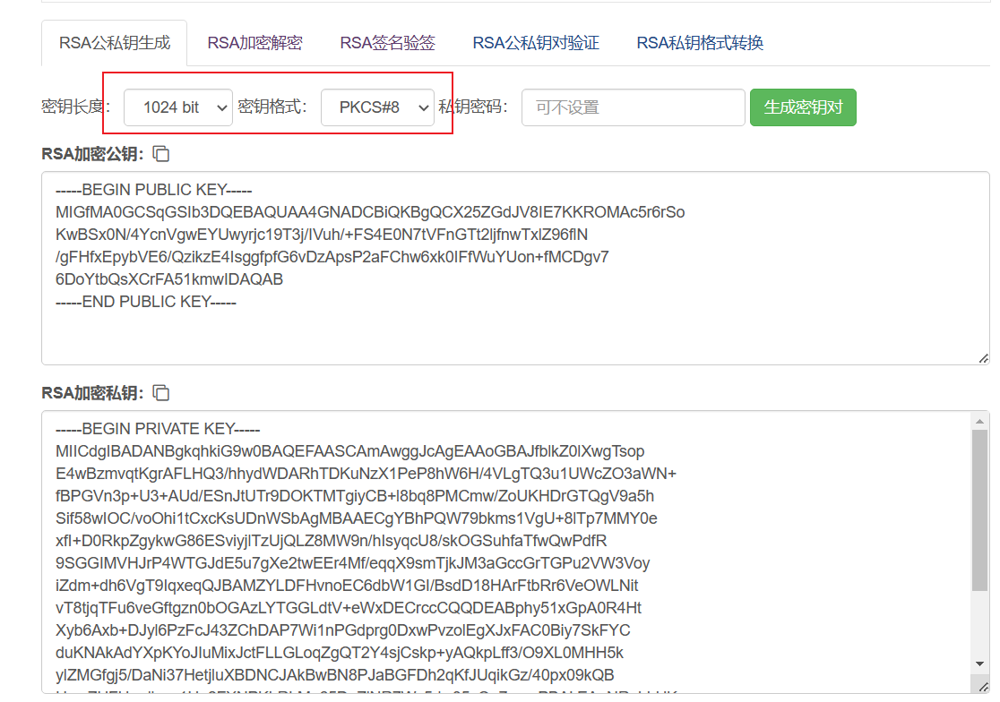 RSA公私钥生成 RSA加密解密 RSA签名验签 RSA公私钥对验证 RSA私钥格式转换
密钥长度： 1024 bit 密钥格式： PKCS#8 私钥密码： 可不设置 生成密钥对
RSA加密公钥：
-----BEGIN PUBLIC KEY-----
MIGfMA0GCSqGSIb3DQEBAQUAA4GNADCBiQKBgQCX25ZGdJV8IE7KKROMAc5r6rSo
KwBSx0N/4YcnVgwEYUwyrjc19T3j/IVuh/+FS4E0N7tVFnGTt2ljfnwTxlZ96flN
/gFHfxEpybVE6/QzikzE4IsggfpfG6vDzApsP2aFChw6xk0IFfWuYUon+fMCDgv7
6DoYtbQsXCrFA51kmwIDAQAB
-----END PUBLIC KEY-----
RSA加密私钥：
-----BEGIN PRIVATE KEY-----
MIICdgIBADANBgkqhkiG9w0BAQEFAASCAmAwggJcAgEAAoGBAJfblkZ0lXwgTsop
E4wBzmvqtKgrAFLHQ3/hhydWDARhTDKuNzX1PeP8hW6H/4VLgTQ3u1UWcZO3aWN+
fBPGVn3p+U3+AUd/ESnJtUTr9DOKTMTgiyCB+l8bq8PMCmw/ZoUKHDrGTQgV9a5h
Sif58wIOC/voOhi1tCxcKsUDnWSbAgMBAAECgYBhPQW79bkms1VgU+8lTp7MMY0e
xfl+D0RkpZgykwG86ESviyjlTzUjQLZ8MW9n/hIsyqcU8/skOGSuhfaTfwQwPdfR
9SGGIMVHJrP4WTGJdE5u7gXe2twEEr4Mf/eqqX9smTjkJM3aGccGrTGPu2VW3Voy
iZdm+dh6VgT9IqxeqQJBAMZYLDFHvnoEC6dbW1GI/BsdD18HArFtbRr6VeOWLNit
vT8tjqTFu6veGftgzn0bOGAzLYTGGLdtV+eWxDECrccCQQDEABphy51xGpA0R4Ht
Xyb6Axb+DJyl6PzFcJ43ZChDAP7Wi1nPGdprg0DxwPvzolEgXJxFAC0Biy7SkFYC
duKNAkAdYXpKYoJIuMixJctFLLGLoqZgQT2Y4sjCskp+yAQkpLff3/O9XL0MHH5k
ylZMGfgj5/DaNi37HetjluXBDNCJAkBwBN8PJaBGFDh2qKfJUqikGz/40px09kQB